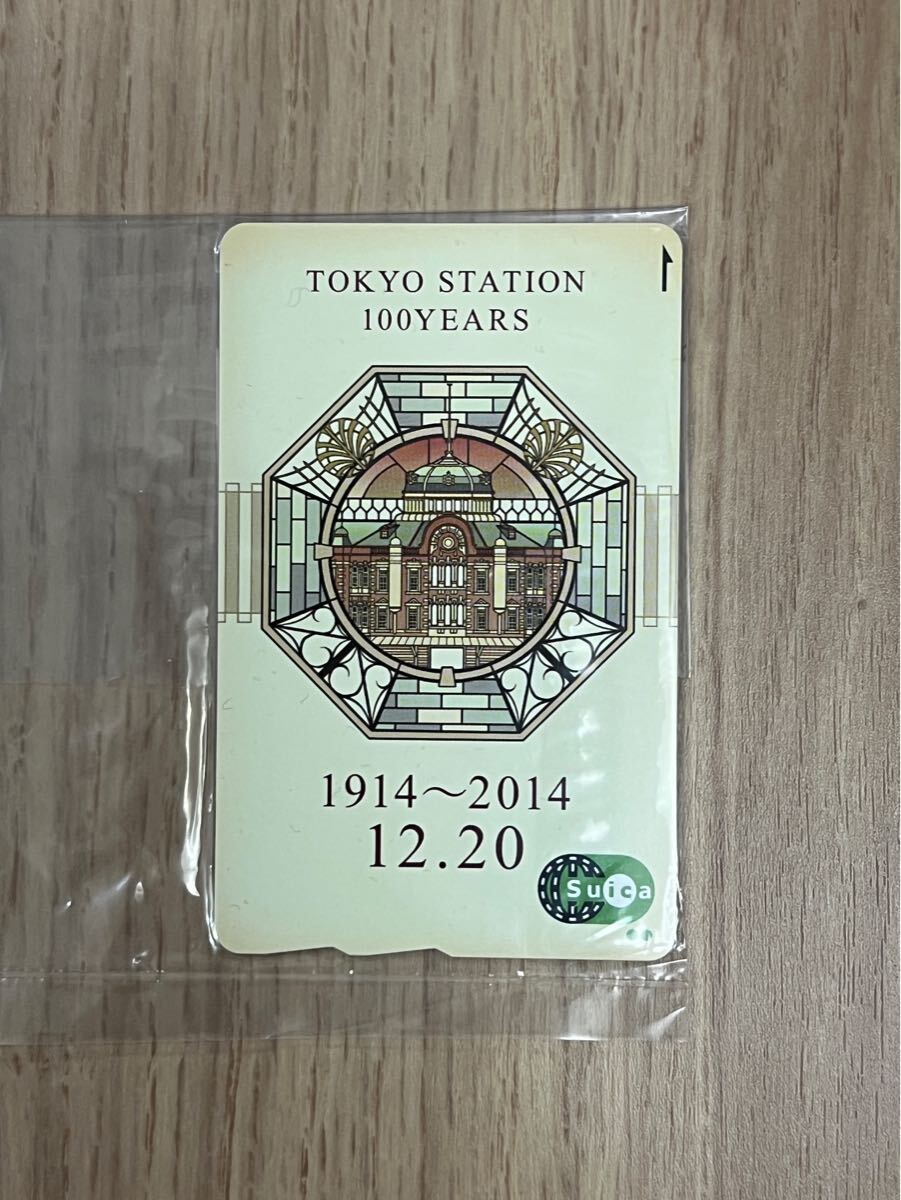 TOKYO STATION
100YEARS
1914～2014
12.20
Suica